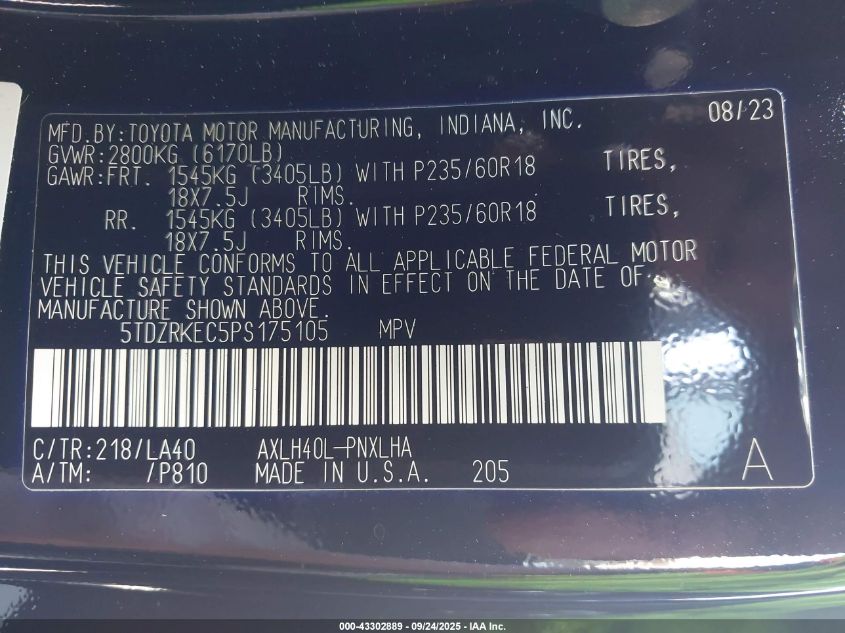 MFD.BY:TOYOTA MOTOR MANUFACTURING, INDIANA, INC. 08/23
GVWR:2800KG (6170LB)
GAWR:FRT. 1545KG (3405LB) WITH P235/60R18 TIRES,
18X7.5J RIMS.
RR. 1545KG (3405LB) WITH P235/60R18 TIRES,
18X7.5J RIMS.
THIS VEHICLE CONFORMS TO ALL APPLICABLE FEDERAL MOTOR
VEHICLE SAFETY STANDARDS IN EFFECT ON THE DATE OF
MANUFACTURE SHOWN ABOVE.
5TDZRKEC5PS175105 MPV
C/TR:218/LA40 AXLH40L-PNXLHA
A/TM: /P810 MADE IN U.S.A. 205 A
000-43302889 - 09/24/2025 - IAA Inc.